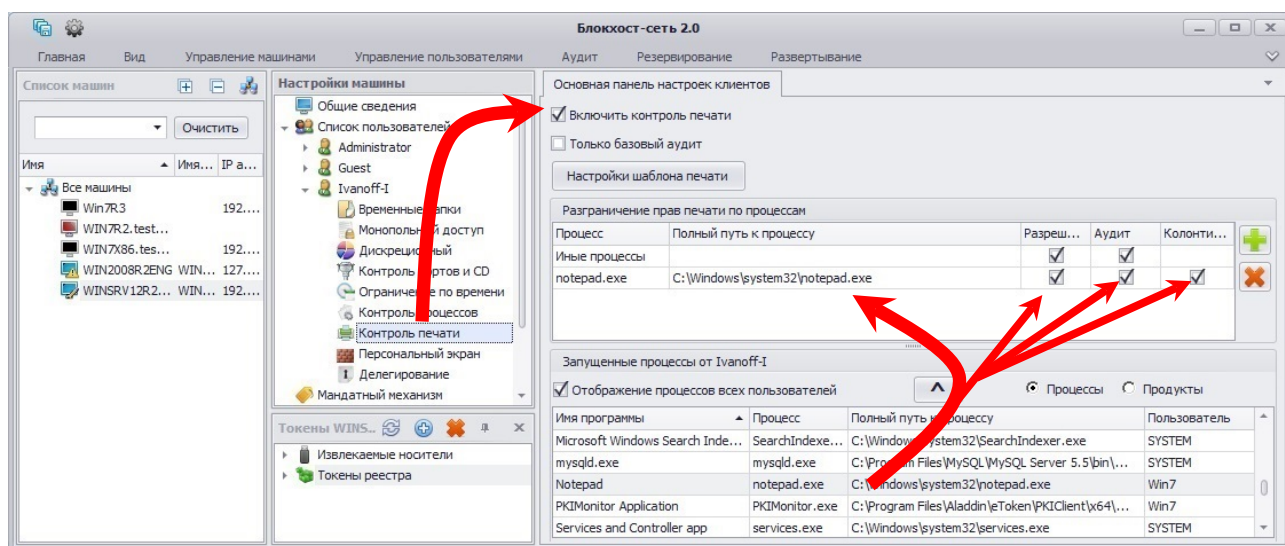 Блокхост-сеть 2.0
Главная Вид Управление машинами Управление пользователями Аудит Резервирование Развертывание
Список машин
Очистить
Имя Имя... IP а...
Все машины
Win7R3 192....
WIN7R2.test...
WIN7X86.tes... 192....
WIN2008R2ENG WIN... 127....
WINSRV12R2... WIN... 192....
Настройки машины
Общие сведения
Список пользователей
Administrator
Guest
Ivanoff-I
Временные папки
Монопольный доступ
Дискреционный
Контроль портов и CD
Ограничение по времени
Контроль процессов
Контроль печати
Персональный экран
Делегирование
Мандатный механизм
Токены WINS..
Извлекаемые носители
Токены реестра
Основная панель настроек клиентов
Включить контроль печати
Только базовый аудит
Настройки шаблона печати
Разграничение прав печати по процессам
Процесс Полный путь к процессу Разреш... Аудит Колонти...
Иные процессы
notepad.exe C:\Windows\system32\notepad.exe
Запущенные процессы от Ivanoff-I
Отображение процессов всех пользователей Процессы Продукты
Имя программы Процесс Полный путь к процессу Пользователь
Microsoft Windows Search Inde... SearchIndexe... C:\Windows\system32\SearchIndexer.exe SYSTEM
mysqld.exe mysqld.exe C:\Program Files\MySQL\MySQL Server 5.5\bin\... SYSTEM
Notepad notepad.exe C:\Windows\system32\notepad.exe Win7
PKIMonitor Application PKIMonitor.exe C:\Program Files\Aladdin\eToken\PKIClient\x64\... Win7
Services and Controller app services.exe C:\Windows\system32\services.exe SYSTEM